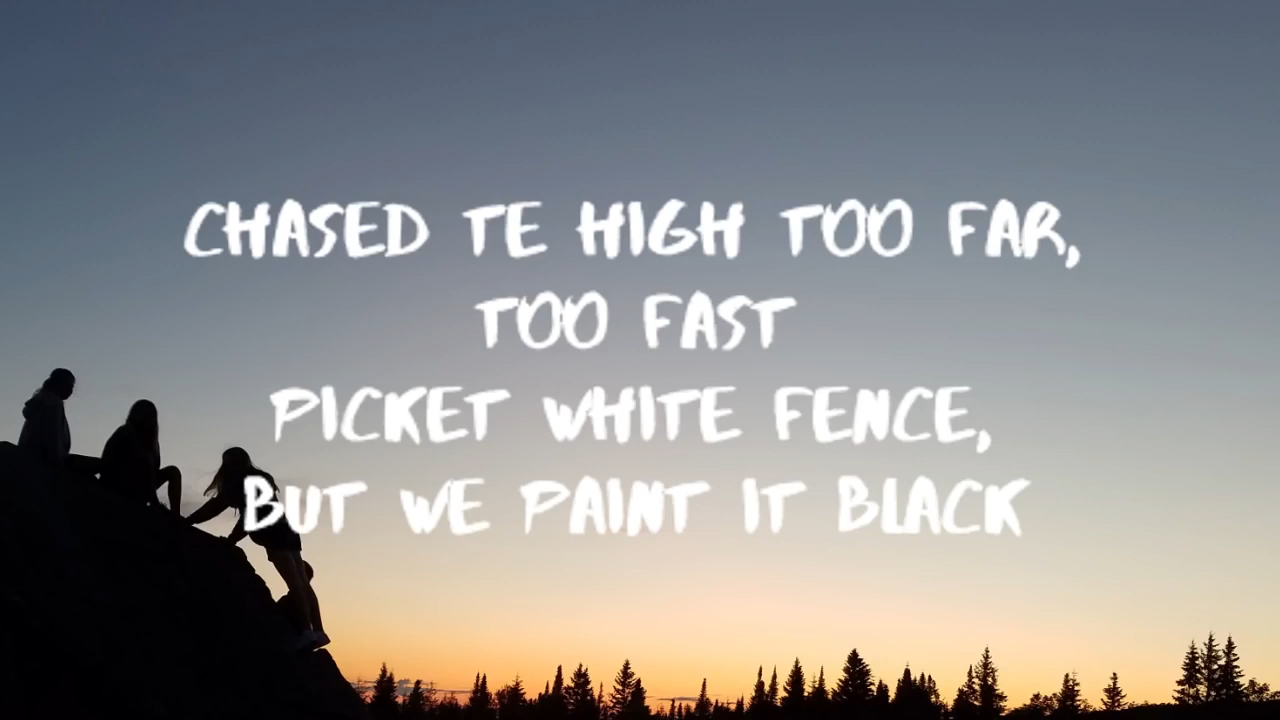 CHASED TE HIGH TOO FAR,
TOO FAST
PICKET WHITE FENCE,
BUT WE PAINT IT BLACK